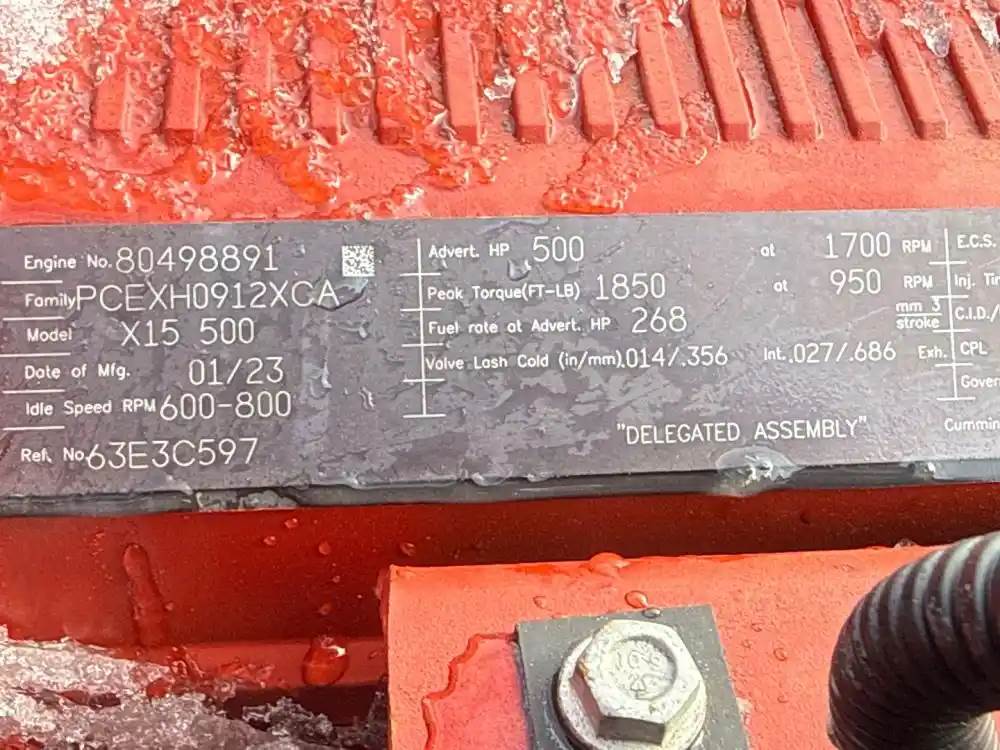 Engine No. 80498891
Family PCEXH0912XCA
Model X15 500
Date of Mfg. 01/23
Idle Speed RPM 600-800
Ref. No. 63E3C597
Advert. HP 500 at 1700 RPM
Peak Torque(FT-LB) 1850 at 950 RPM
Fuel rate at Advert. HP 268 mm 3
stroke
Valve Lash Cold (in/mm) .014/.356 Int. .027/.686 Exh.
"DELEGATED ASSEMBLY"
E.C.S.
Inj. Tim
C.I.D./
CPL
Govern
Cummin